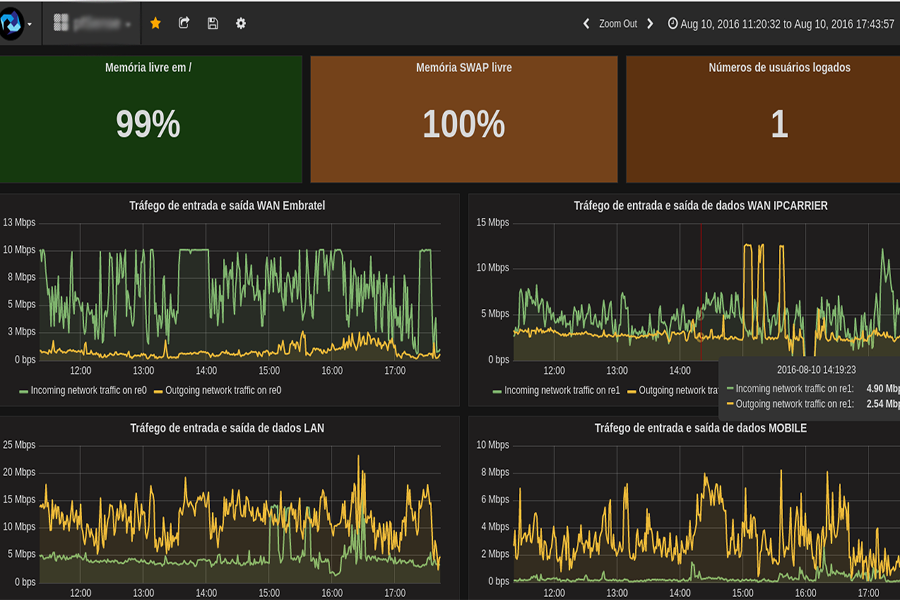 Zoom Out
Aug 10, 2016 11:20:32 to Aug 10, 2016 17:43:57
Memória livre em /
99%
Memória SWAP livre
100%
Números de usuários logados
1
Tráfego de entrada e saída WAN Embratel
13 Mbps
10 Mbps
8 Mbps
5 Mbps
3 Mbps
0 bps
12:00 13:00 14:00 15:00 16:00 17:00
Incoming network traffic on re0 Outgoing network traffic on re0
Tráfego de entrada e saída de dados WAN IPCARRIER
15 Mbps
10 Mbps
5 Mbps
0 bps
12:00 13:00 14:00
Incoming network traffic on re1 Outgoing network
2016-08-10 14:19:23
Incoming network traffic on re1: 4.90
Outgoing network traffic on re1: 2.54
Tráfego de entrada e saída de dados LAN
25 Mbps
20 Mbps
15 Mbps
10 Mbps
5 Mbps
0 bps
12:00 13:00 14:00 15:00 16:00 17:00
Tráfego de entrada e saída de dados MOBILE
10 Mbps
8 Mbps
6 Mbps
4 Mbps
2 Mbps
0 bps
12:00 13:00 14:00 15:00 16:00 17:00